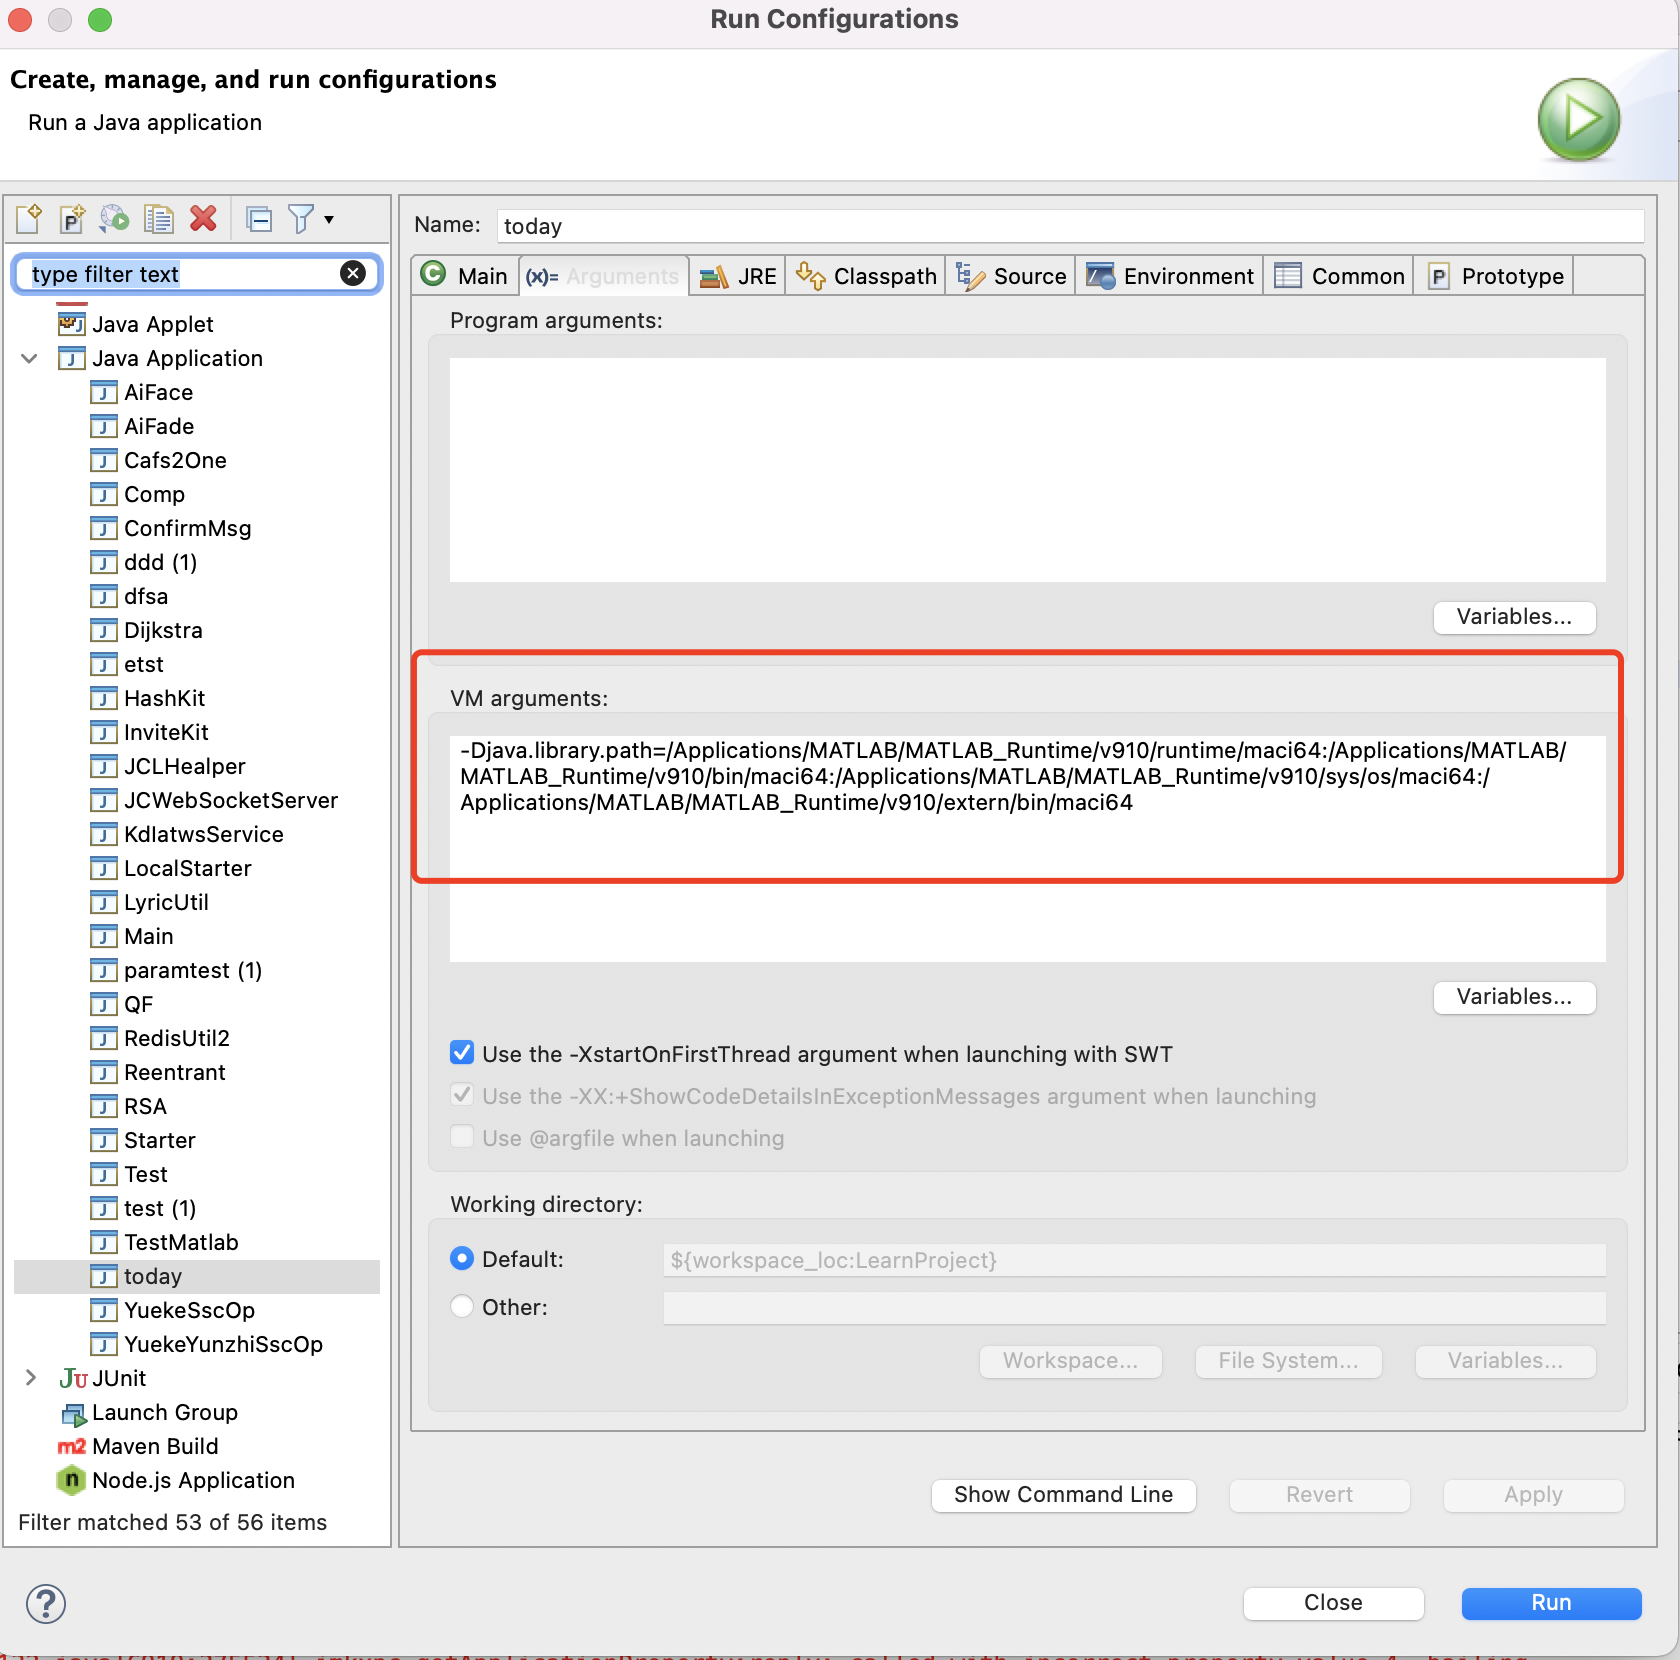 Run Configurations
Create, manage, and run configurations
Run a Java application
Name: today
type filter text
Main (x)= Arguments JRE Classpath Source Environment Common Prototype
Java Applet
Java Application
AiFace
AiFade
Cafs2One
Comp
ConfirmMsg
ddd (1)
dfsa
Dijkstra
etst
HashKit
InviteKit
JCLHealper
JCWebSocketServer
KdlatwsService
LocalStarter
LyricUtil
Main
paramtest (1)
QF
RedisUtil2
Reentrant
RSA
Starter
Test
test (1)
TestMatlab
today
YuekeSscOp
YuekeYunzhiSscOp
JUnit
Launch Group
Maven Build
Node.js Application
Filter matched 53 of 56 items
Program arguments:
Variables...
VM arguments:
-Djava.library.path=/Applications/MATLAB/MATLAB_Runtime/v910/runtime/maci64:/Applications/MATLAB/
MATLAB_Runtime/v910/bin/maci64:/Applications/MATLAB/MATLAB_Runtime/v910/sys/os/maci64:/
Applications/MATLAB/MATLAB_Runtime/v910/extern/bin/maci64
Variables...
Use the -XstartOnFirstThread argument when launching with SWT
Use the -XX:+ShowCodeDetailsInExceptionMessages argument when launching
Use @argfile when launching
Working directory:
Default: ${workspace_loc:LearnProject}
Other:
Workspace... File System... Variables...
Show Command Line Revert Apply
Close Run